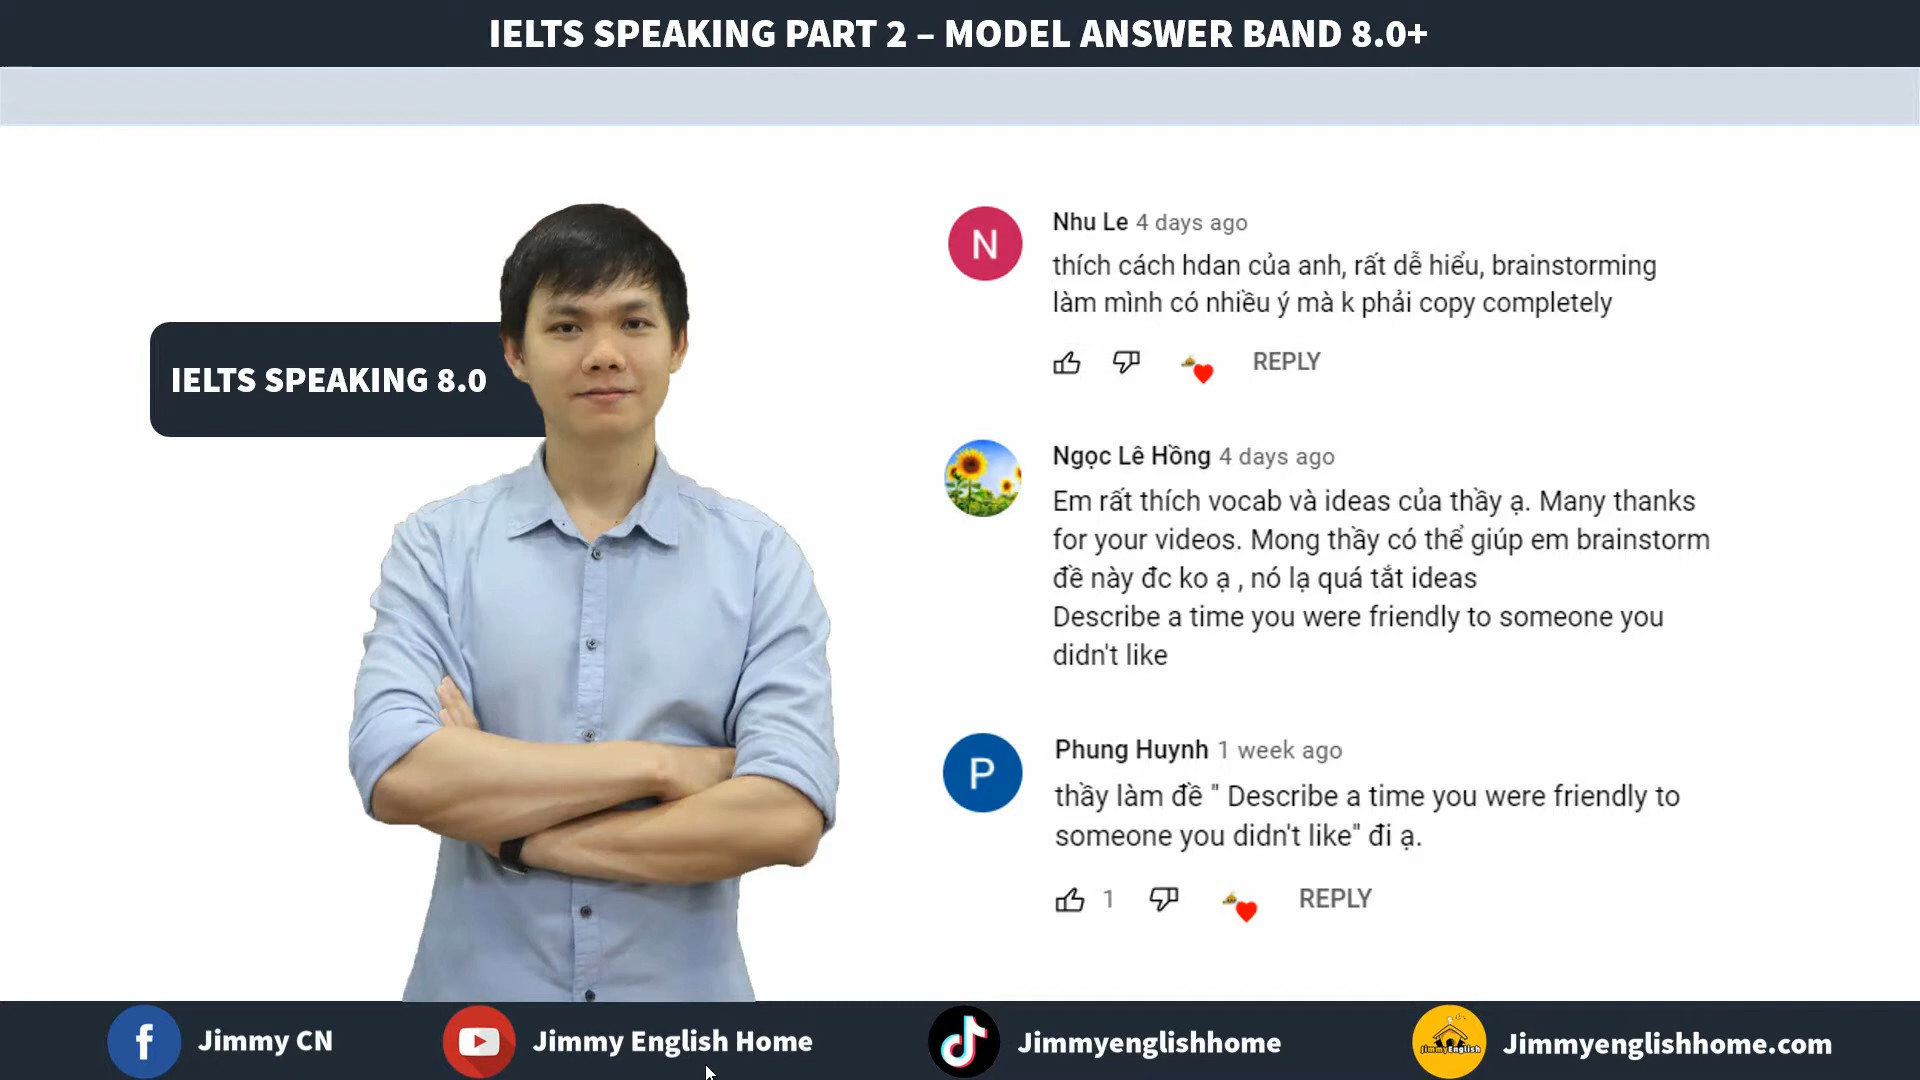 IELTS SPEAKING PART 2 – MODEL ANSWER BAND 8.0+
IELTS SPEAKING 8.0
N
Nhu Le 4 days ago
thích cách hdan của anh, rất dễ hiểu, brainstorming
làm mình có nhiều ý mà k phải copy completely
REPLY
Ngọc Lê Hồng 4 days ago
Em rất thích vocab và ideas của thầy ạ. Many thanks
for your videos. Mong thầy có thể giúp em brainstorm
đề này đc ko ạ , nó lạ quá tắt ideas
Describe a time you were friendly to someone you
didn't like
P
Phung Huynh 1 week ago
thầy làm đề " Describe a time you were friendly to
someone you didn't like" đi ạ.
1 REPLY
f
Jimmy CN
Jimmy English Home
Jimmyenglishhome
JimmyEnglish
Jimmyenglishhome.com